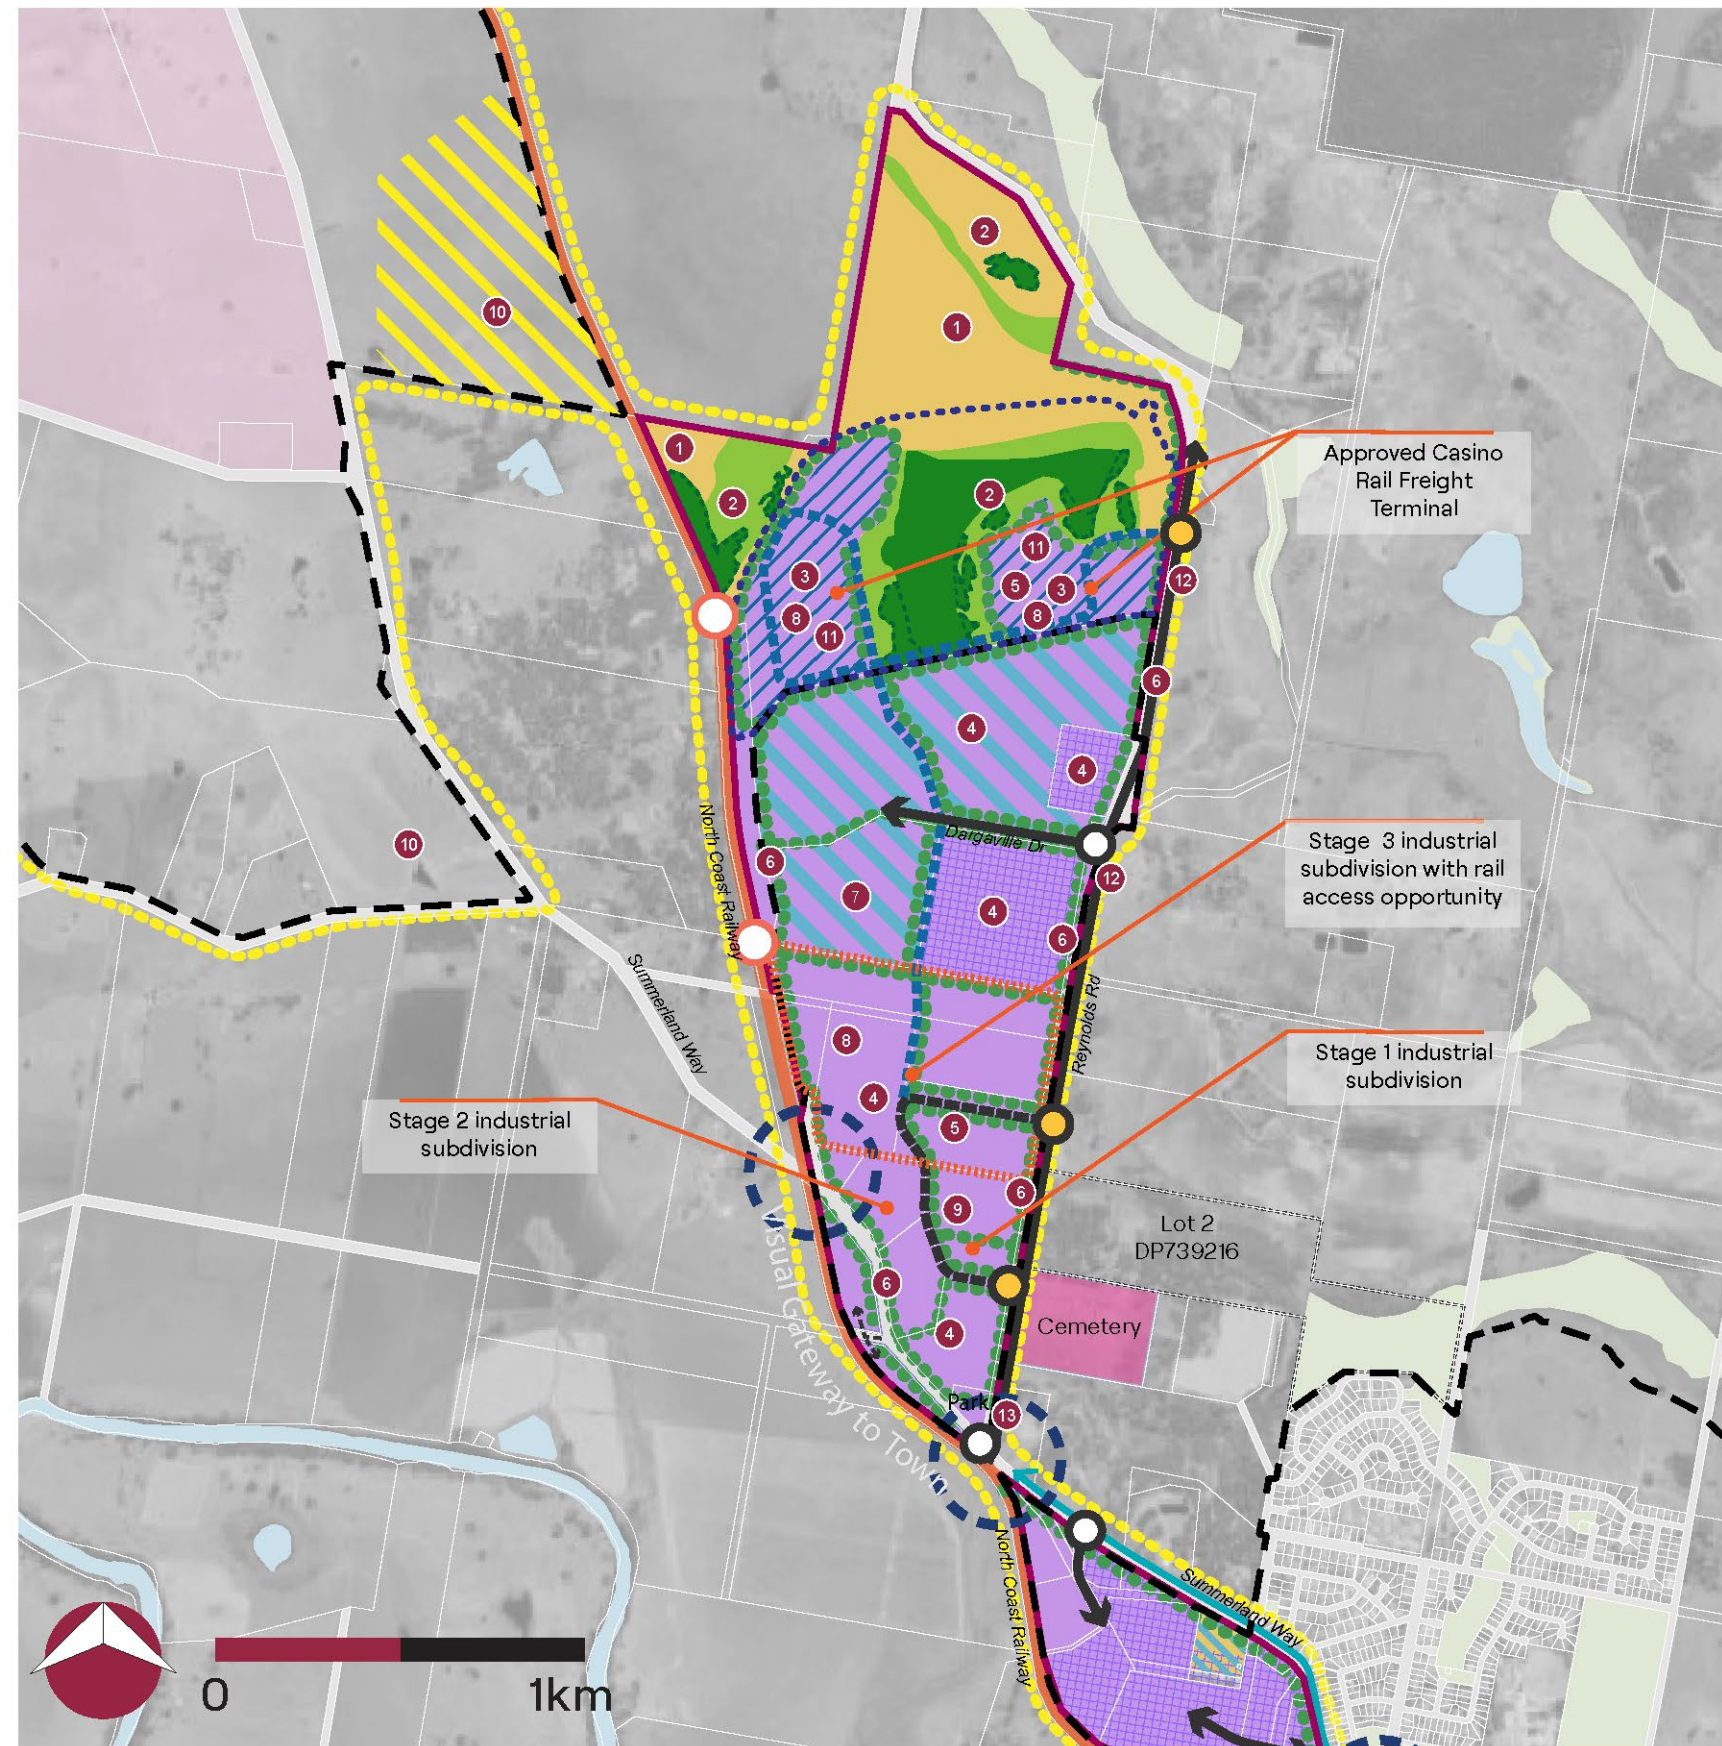 2
10
1
1
Approved Casino
Rail Freight
Terminal
2
2
11
3
5
3
12
8
8
11
6
4
4
Dargaville Dr
Stage 3 industrial
subdivision with rail
access opportunity
10
6
12
7
4
North Coast Railway
6
Summerland Way
Reynolds Rd
8
Stage 1 industrial
subdivision
4
Stage 2 industrial
subdivision
5
6
9
Lot 2
DP739216
Visual Gateway to Town
6
4
Cemetery
Park
13
North Coast Railway
Summerland Way
0
1km